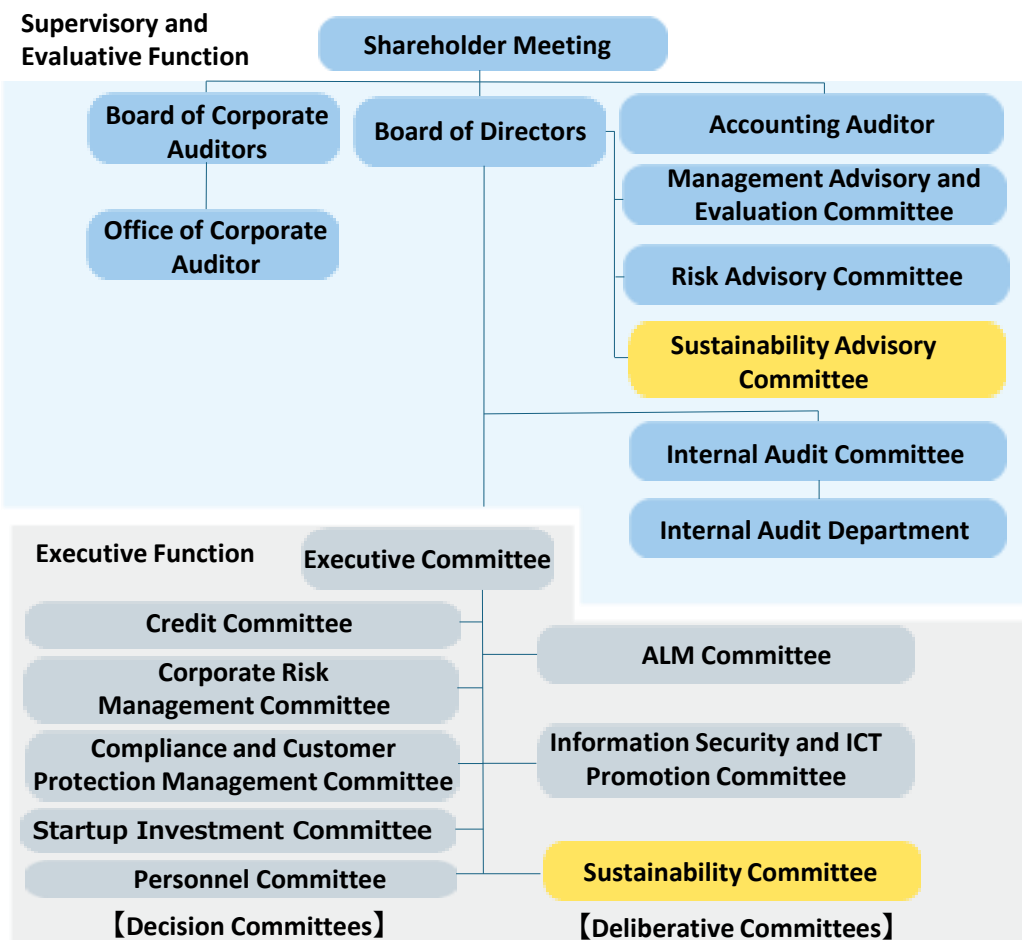 Supervisory and
Evaluative Function
Shareholder Meeting
Board of Corporate
Auditors
Board of Directors
Accounting Auditor
Management Advisory and
Evaluation Committee
Office of Corporate
Auditor
Risk Advisory Committee
Sustainability Advisory
Committee
Internal Audit Committee
Internal Audit Department
Executive Function
Executive Committee
Credit Committee
ALM Committee
Corporate Risk
Management Committee
Compliance and Customer
Protection Management Committee
Information Security and ICT
Promotion Committee
Startup Investment Committee
Personnel Committee
Sustainability Committee
【Decision Committees】
【Deliberative Committees】